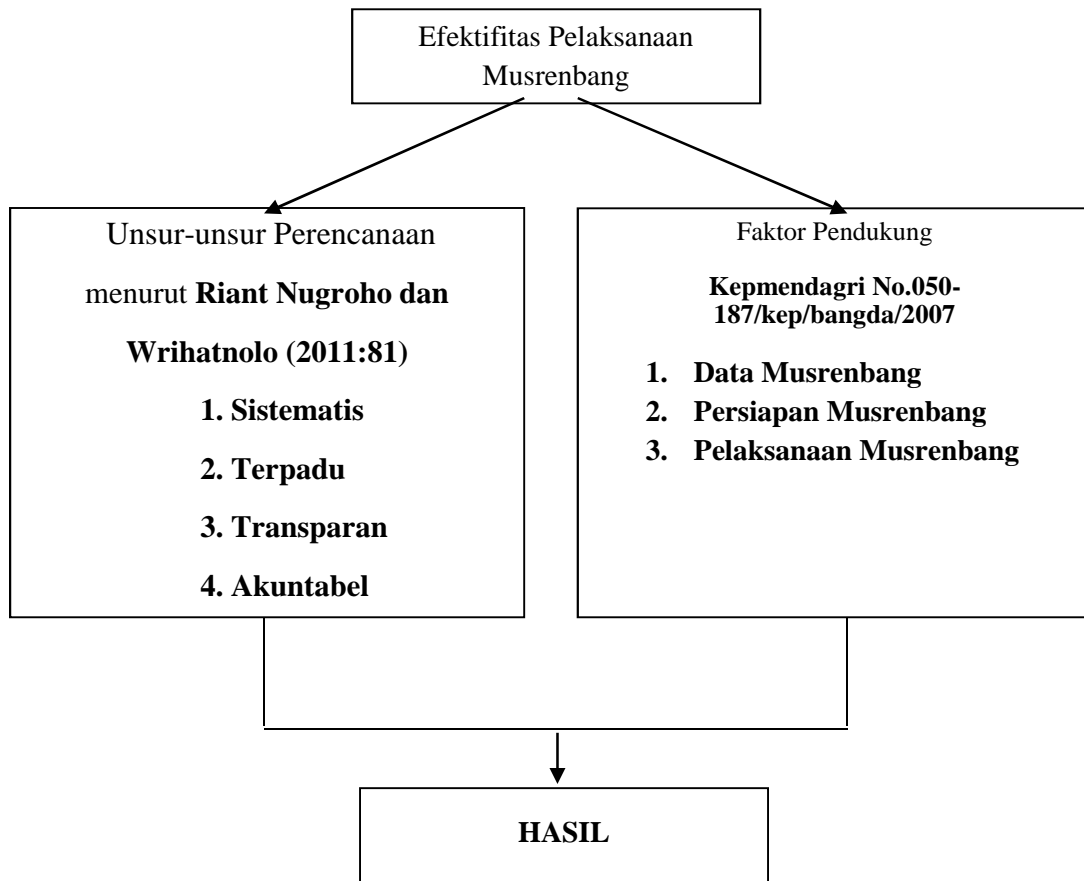 Efektifitas Pelaksanaan
Musrenbang
Unsur-unsur Perencanaan
menurut Riant Nugroho dan
Wrihatnolo (2011:81)
1. Sistematis
2. Terpadu
3. Transparan
4. Akuntabel
Faktor Pendukung
Kepmendagri No.050-
187/kep/bangda/2007
1. Data Musrenbang
2. Persiapan Musrenbang
3. Pelaksanaan Musrenbang
HASIL